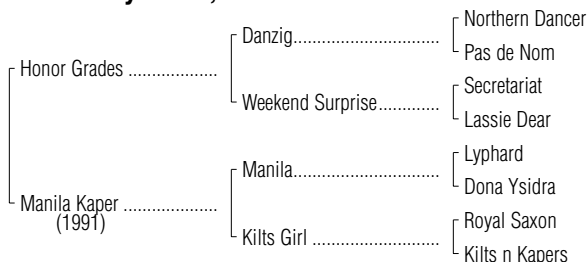 Northern Dancer
Danzig
Pas de Nom
Honor Grades
Secretariat
Weekend Surprise
Lassie Dear
Lyphard
Manila
Dona Ysidra
Manila Kaper
(1991)
Royal Saxon
Kilts Girl
Kilts n Kapers